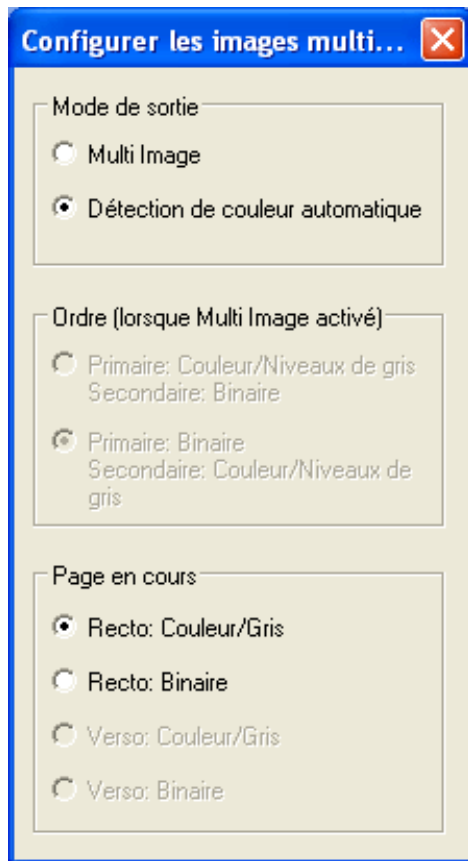 Configurer les images multi...
Mode de sortie
Multi Image
Détection de couleur automatique
Ordre (lorsque Multi Image activé)
Primaire: Couleur/Niveaux de gris
Secondaire: Binaire
Primaire: Binaire
Secondaire: Couleur/Niveaux de
gris
Page en cours
Recto: Couleur/Gris
Recto: Binaire
Verso: Couleur/Gris
Verso: Binaire